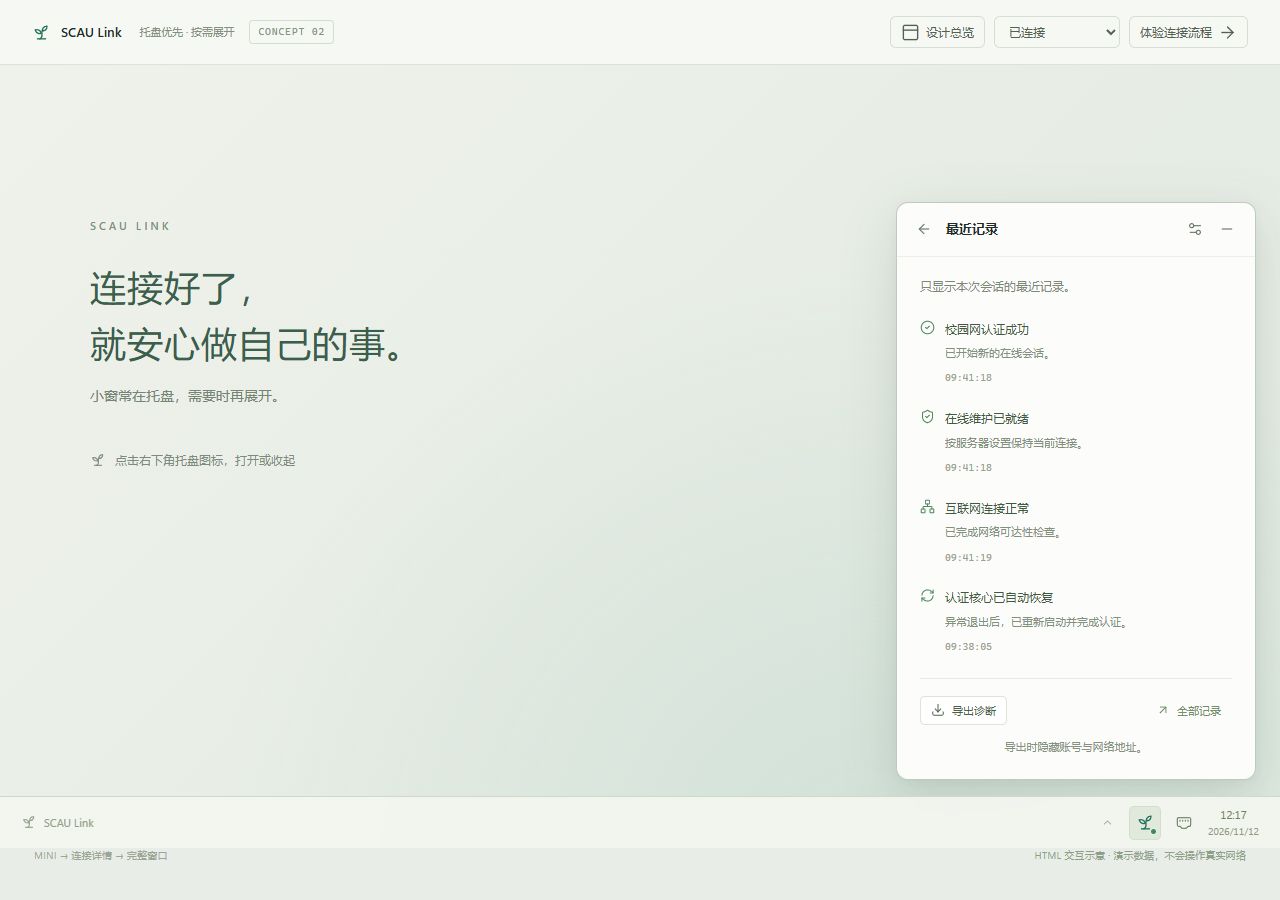 SCAU Link 托盘优先 · 按需展开 CONCEPT 02
设计总览 已连接 体验连接流程
SCAU LINK
连接好了，
就安心做自己的事。
小窗常在托盘，需要时再展开。
点击右下角托盘图标，打开或收起
最近记录
只显示本次会话的最近记录。
校园网认证成功
已开始新的在线会话。
09:41:18
在线维护已就绪
按服务器设置保持当前连接。
09:41:18
互联网连接正常
已完成网络可达性检查。
09:41:19
认证核心已自动恢复
异常退出后，已重新启动并完成认证。
09:38:05
导出诊断 全部记录
导出时隐藏账号与网络地址。
SCAU Link
12:17
2026/11/12
MINI → 连接详情 → 完整窗口
HTML 交互示意 · 演示数据，不会操作真实网络